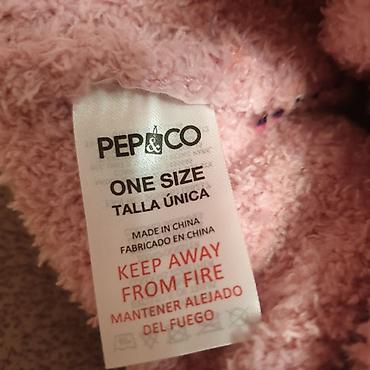 PEP&CO
ONE SIZE
TALLA ÚNICA
MADE IN CHINA
FABRICADO EN CHINA
KEEP AWAY
FROM FIRE
MANTENER ALEJADO
DEL FUEGO